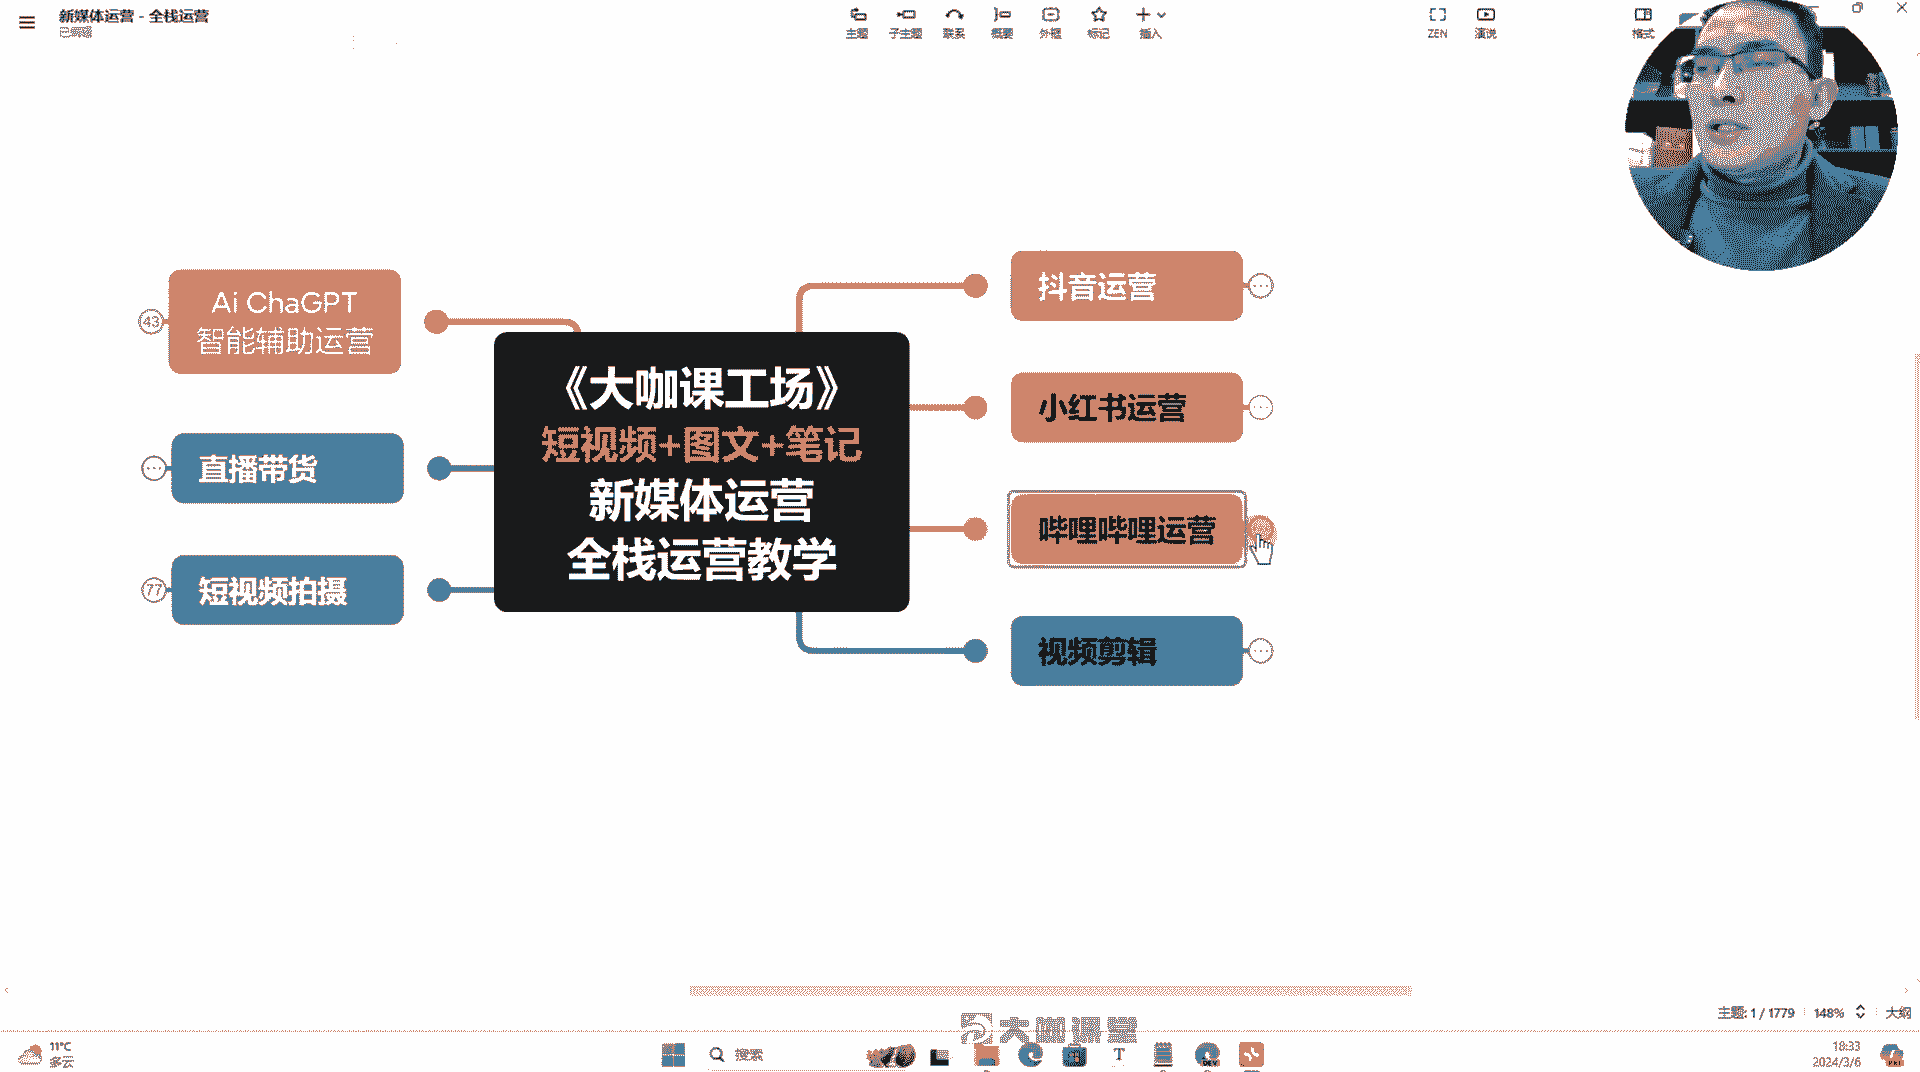 新媒体运营 - 全栈运营
已编辑
主题
子主题
联系
概要
外框
标记
插入
ZEN
演说
格式
Ai ChaGPT
智能辅助运营
43
直播带货
短视频拍摄
77
《大咖课工场》
短视频+图文+笔记
新媒体运营
全栈运营教学
抖音运营
小红书运营
哔哩哔哩运营
视频剪辑
主题: 1 / 1779
148%
大纲
大咖课堂
11°C
多云
搜索
T
DEV
18:33
2024/3/6